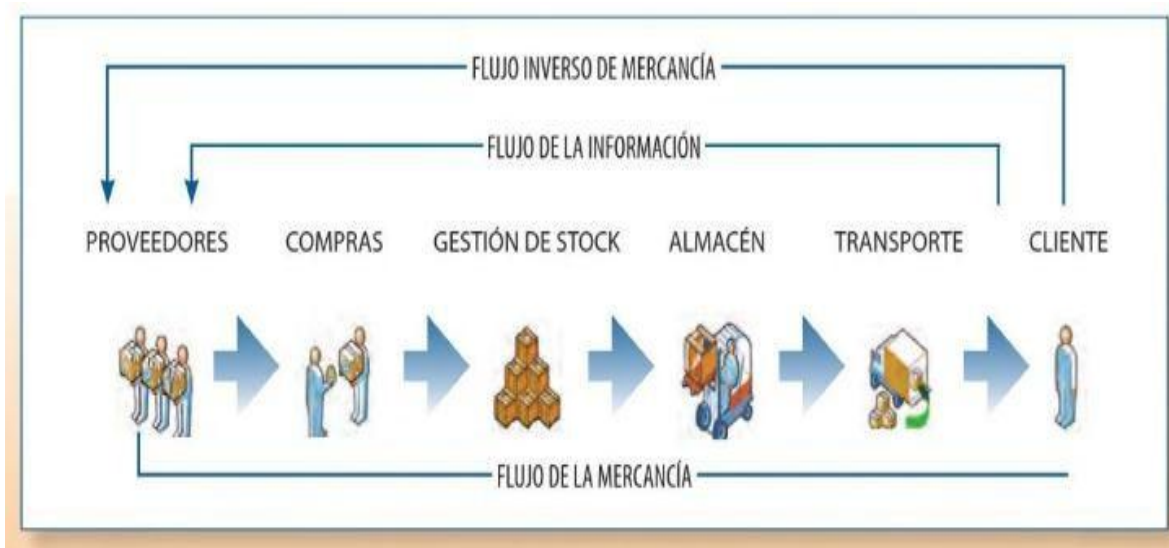 FLUJO INVERSO DE MERCANCÍA
FLUJO DE LA INFORMACIÓN
PROVEEDORES COMPRAS GESTIÓN DE STOCK ALMACÉN TRANSPORTE CLIENTE
FLUJO DE LA MERCANCÍA